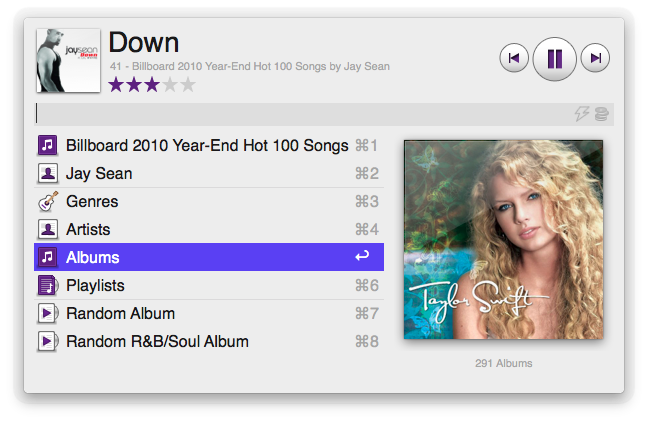 Down
41 - Billboard 2010 Year-End Hot 100 Songs by Jay Sean
jaysean
Down
Billboard 2010 Year-End Hot 100 Songs ⌘1
Jay Sean ⌘2
Genres ⌘3
Artists ⌘4
Albums
Playlists ⌘6
Random Album ⌘7
Random R&B/Soul Album ⌘8
Taylor Swift
291 Albums